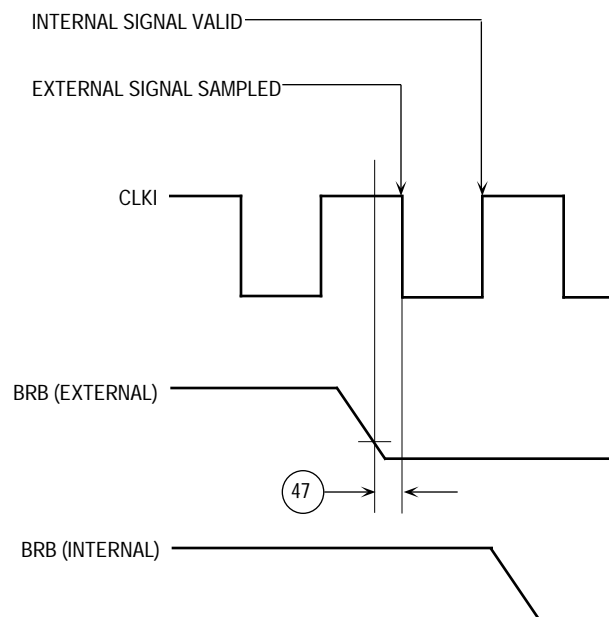 INTERNAL SIGNAL VALID
EXTERNAL SIGNAL SAMPLED
CLKI
BRB (EXTERNAL)
47
BRB (INTERNAL)